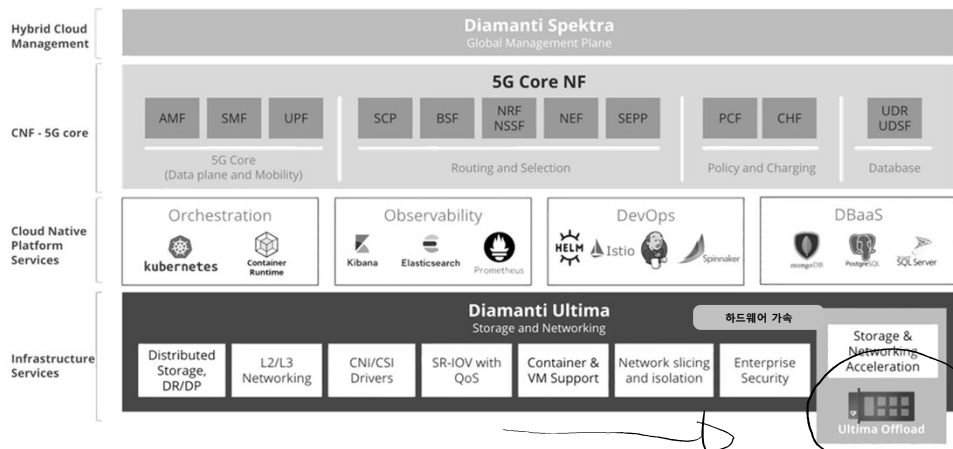 Hybrid Cloud
Management
Diamanti Spektra
Global Management Plane
CNF - 5G core
5G Core NF
AMF
SMF
UPF
SCP
BSF
NRF
NSSF
NEF
SEPP
PCF
CHF
UDR
UDSF
5G Core
(Data plane and Mobility)
Routing and Selection
Policy and Charging
Database
Cloud Native
Platform
Services
Orchestration
kubernetes
Container
Runtime
Observability
Kibana
Elasticsearch
Prometheus
DevOps
HELM
Istio
Spinnaker
DBaaS
mongoDB
PostgreSQL
SQL Server
Infrastructure
Services
Diamanti Ultima
Storage and Networking
하드웨어 가속
Distributed
Storage,
DR/DP
L2/L3
Networking
CNI/CSI
Drivers
SR-IOV with
QoS
Container &
VM Support
Network slicing
and isolation
Enterprise
Security
Storage &
Networking
Acceleration
Ultima Offload